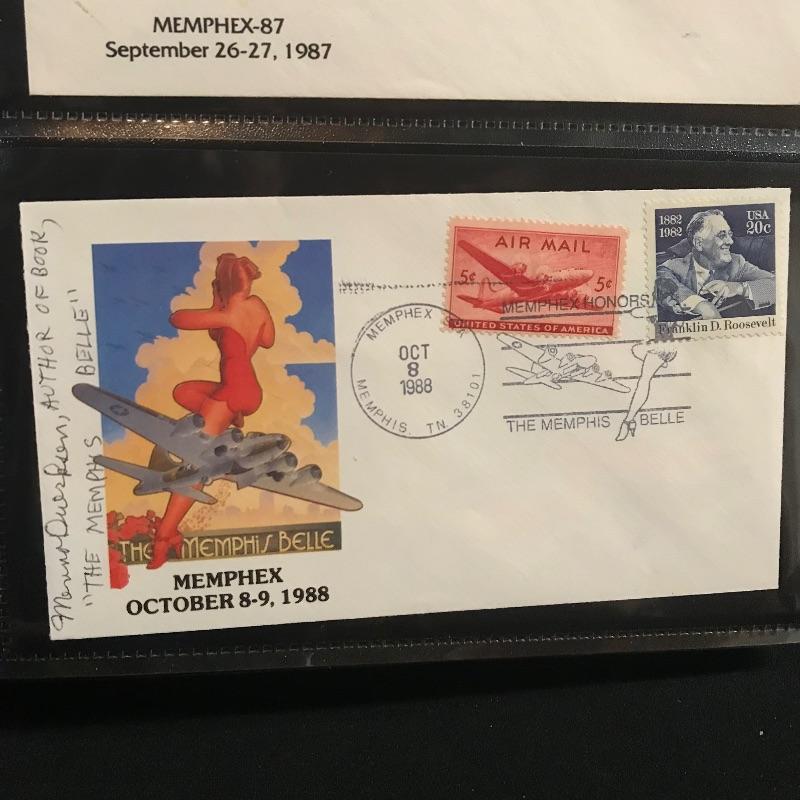 MEMPHEX-87
September 26-27, 1987
Menno Duerksen, AUTHOR OF BOOK,
"THE MEMPHIS BELLE"
THE MEMPHIS BELLE
MEMPHEX
OCTOBER 8-9, 1988
MEMPHEX
OCT
8
1988
MEMPHIS, TN 38101
AIR MAIL
5¢ 5¢
UNITED STATES OF AMERICA
1882
1982
USA
20c
Franklin D. Roosevelt
MEMPHEX HONORS
THE MEMPHIS BELLE